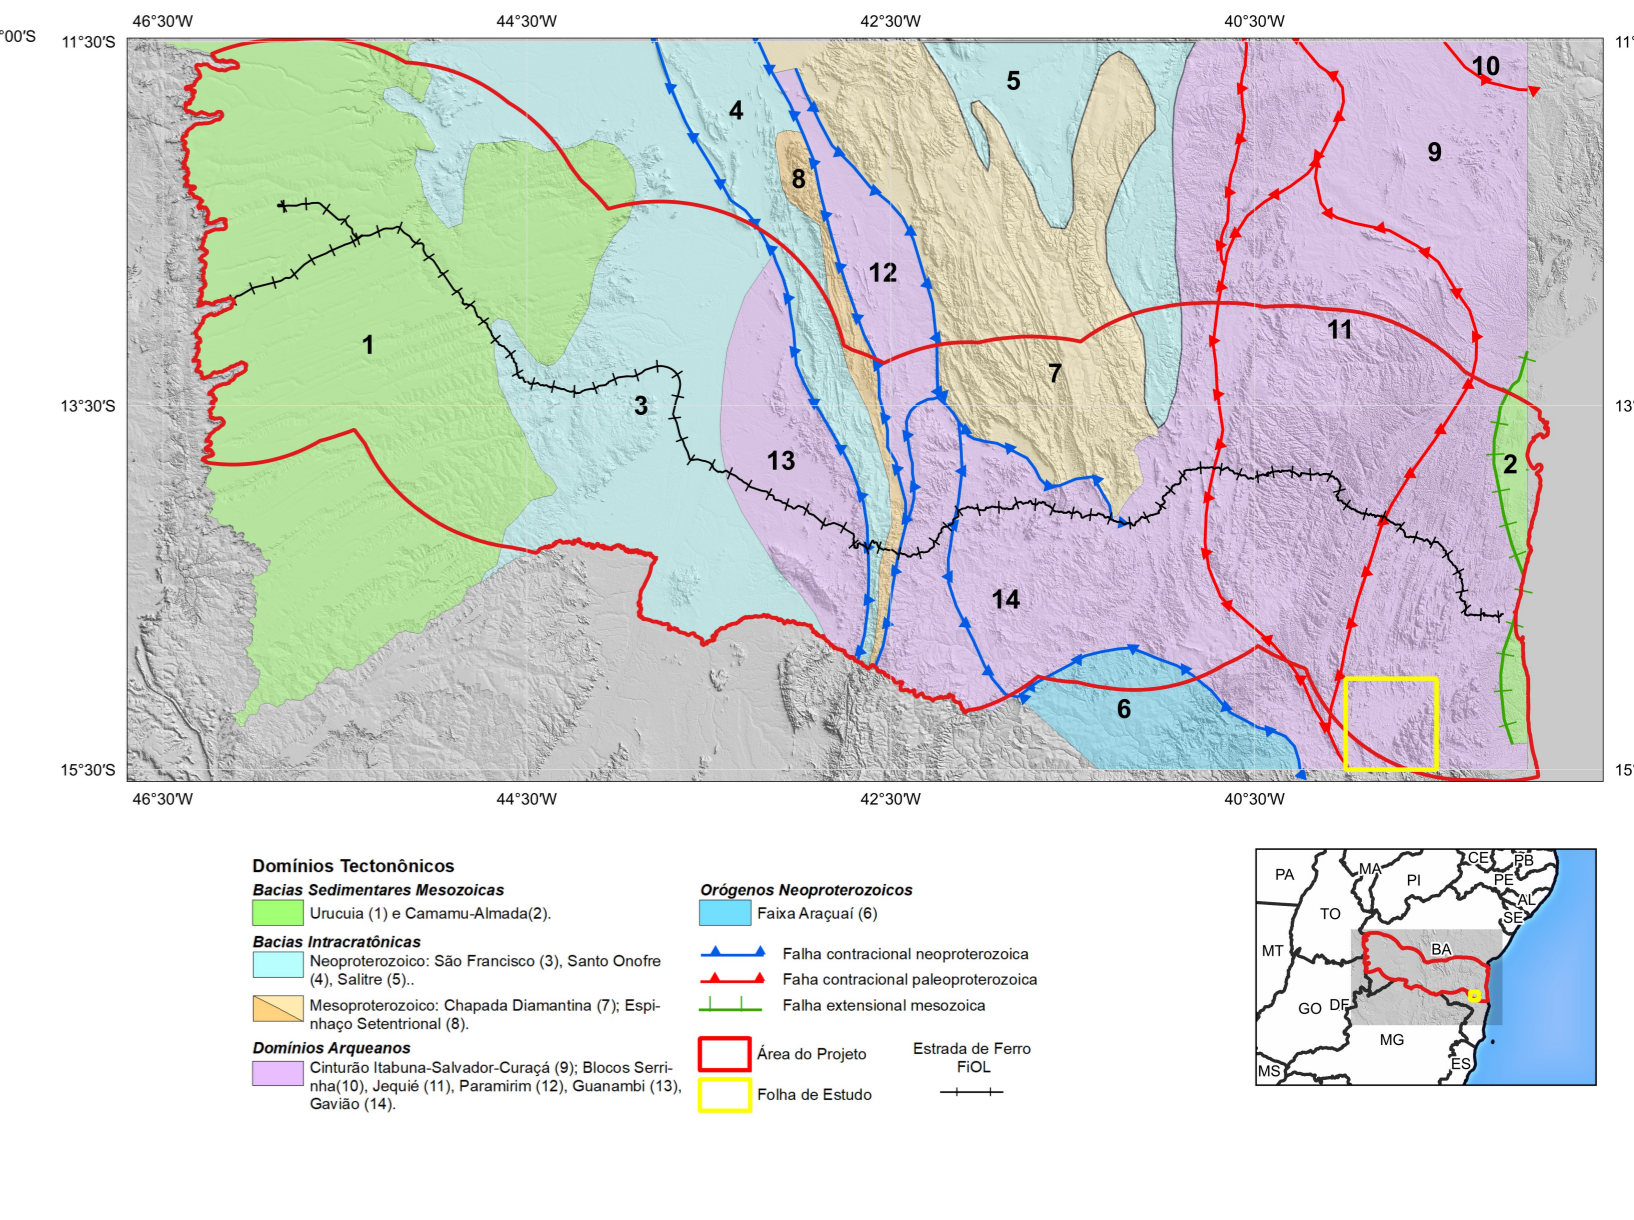 46°30'W 44°30'W 42°30'W 40°30'W
°00'S
11°30'S 11°
10
5
4
9
8
12
11
1
7
3
13°30'S 13°
13
2
14
6
15°30'S 15°
46°30'W 44°30'W 42°30'W 40°30'W
Domínios Tectonônicos
Bacias Sedimentares Mesozoicas
Urucuia (1) e Camamu-Almada(2).
Bacias Intracratônicas
Neoproterozoico: São Francisco (3), Santo Onofre
(4), Salitre (5)..
Mesoproterozoico: Chapada Diamantina (7); Espi-
nhaço Setentrional (8).
Domínios Arqueanos
Cinturão Itabuna-Salvador-Curaçá (9); Blocos Serri-
nha(10), Jequié (11), Paramirim (12), Guanambi (13),
Gavião (14).
Orógenos Neoproterozoicos
Faixa Araçuaí (6)
Falha contracional neoproterozoica
Faha contracional paleoproterozoica
Falha extensional mesozoica
Área do Projeto
Folha de Estudo
Estrada de Ferro
FiOL
PA MA CE PB
PI PE
AL
TO SE
MT BA
GO DF
MG
MS ES